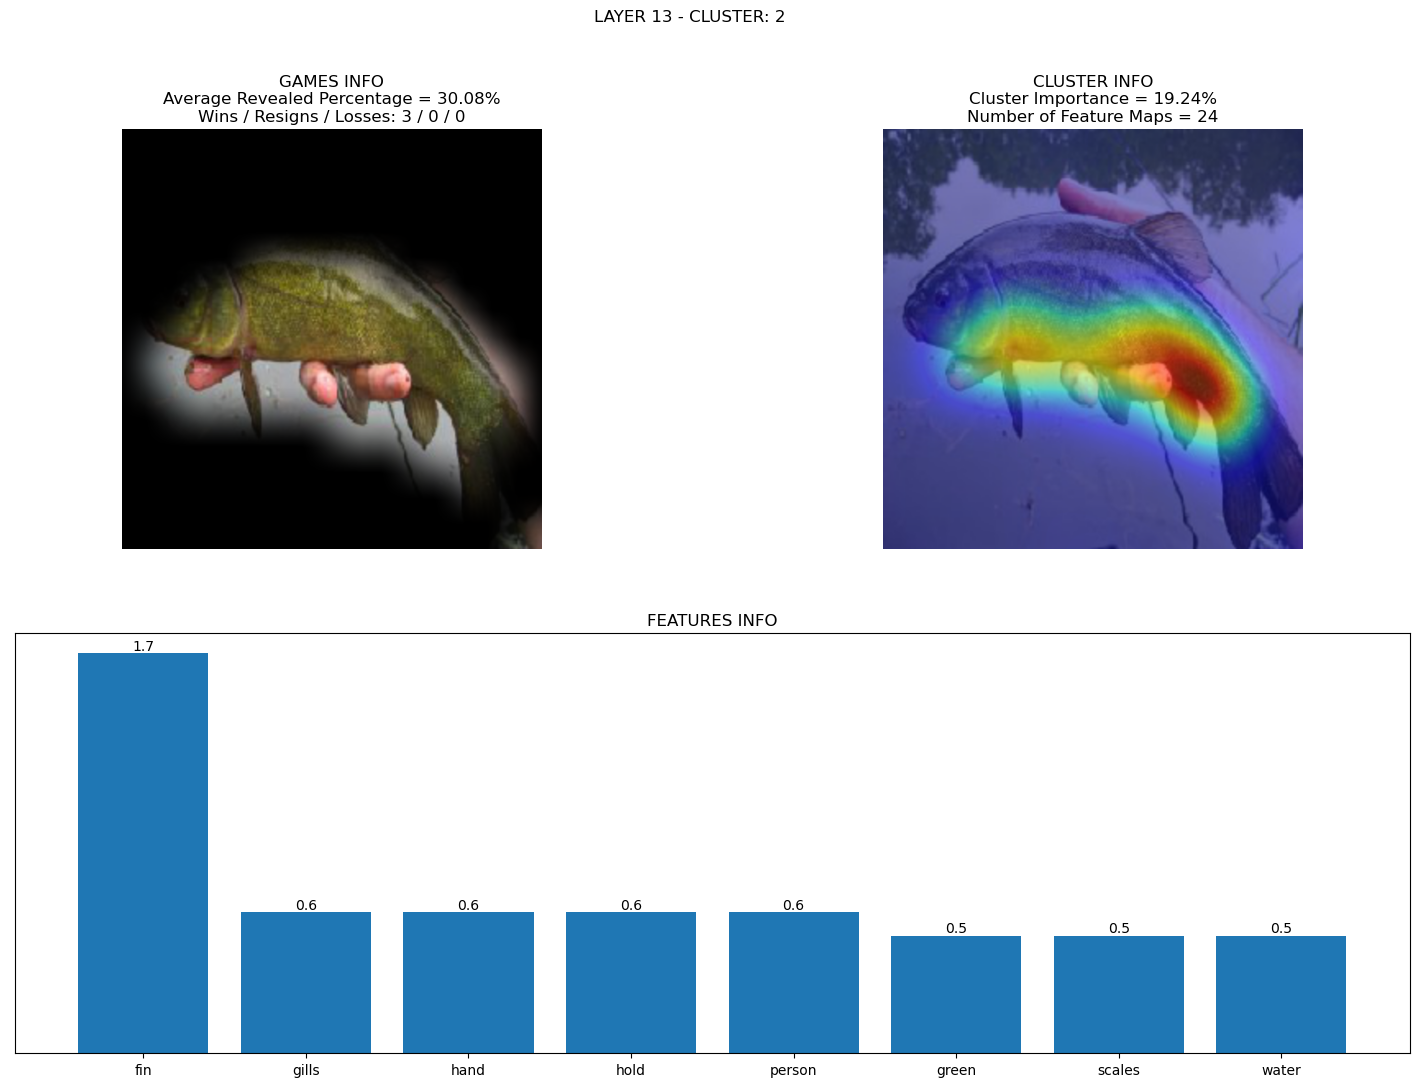 LAYER 13 - CLUSTER: 2
GAMES INFO
Average Revealed Percentage = 30.08%
Wins / Resigns / Losses: 3 / 0 / 0
CLUSTER INFO
Cluster Importance = 19.24%
Number of Feature Maps = 24
FEATURES INFO
1.7
0.6
0.6
0.6
0.6
0.5
0.5
0.5
fin
gills
hand
hold
person
green
scales
water